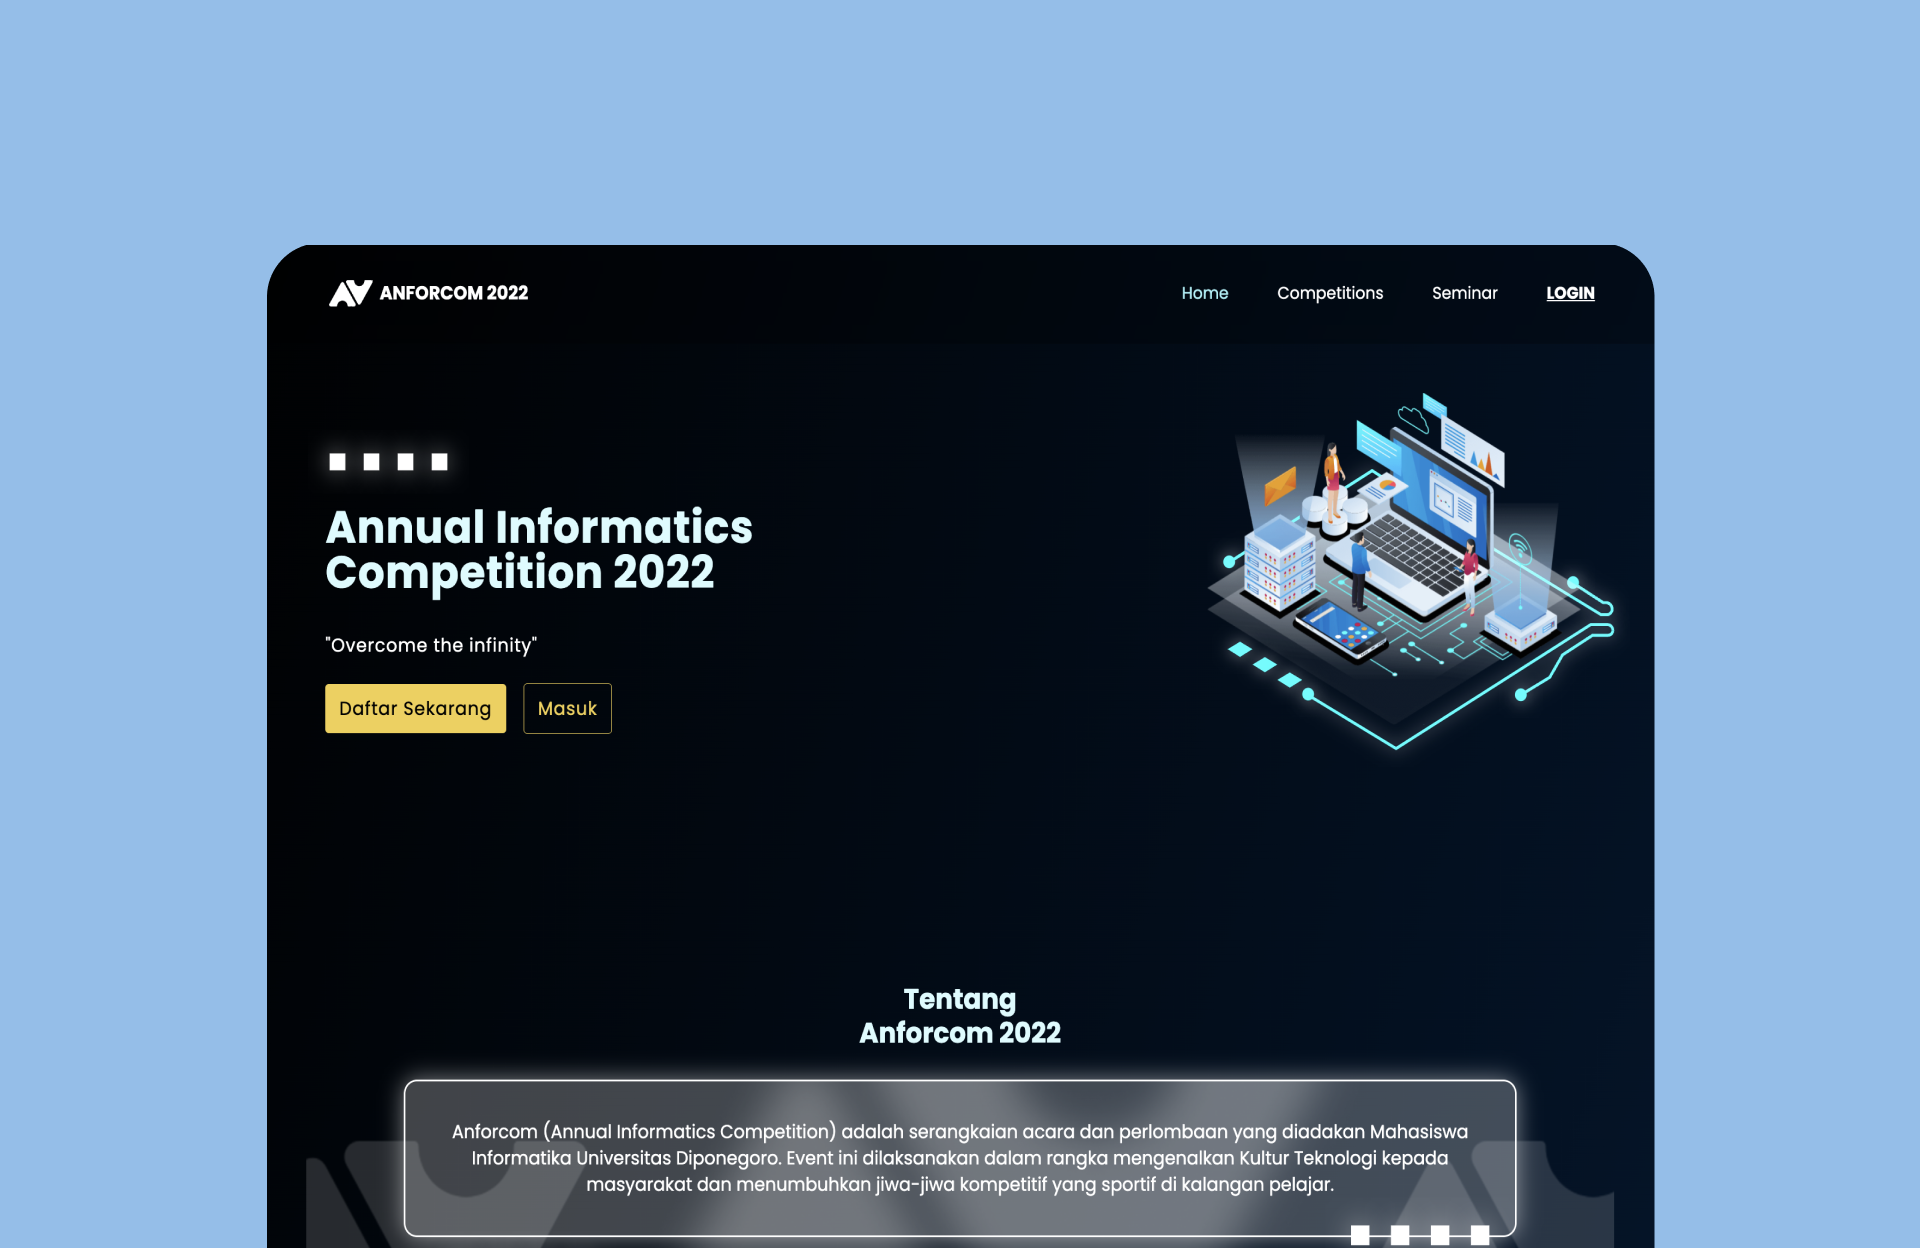 ANFORCOM 2022
Home
Competitions
Seminar
LOGIN
Annual Informatics
Competition 2022
"Overcome the infinity"
Daftar Sekarang
Masuk
Tentang
Anforcom 2022
Anforcom (Annual Informatics Competition) adalah serangkaian acara dan perlombaan yang diadakan Mahasiswa
Informatika Universitas Diponegoro. Event ini dilaksanakan dalam rangka mengenalkan Kultur Teknologi kepada
masyarakat dan menumbuhkan jiwa-jiwa kompetitif yang sportif di kalangan pelajar.